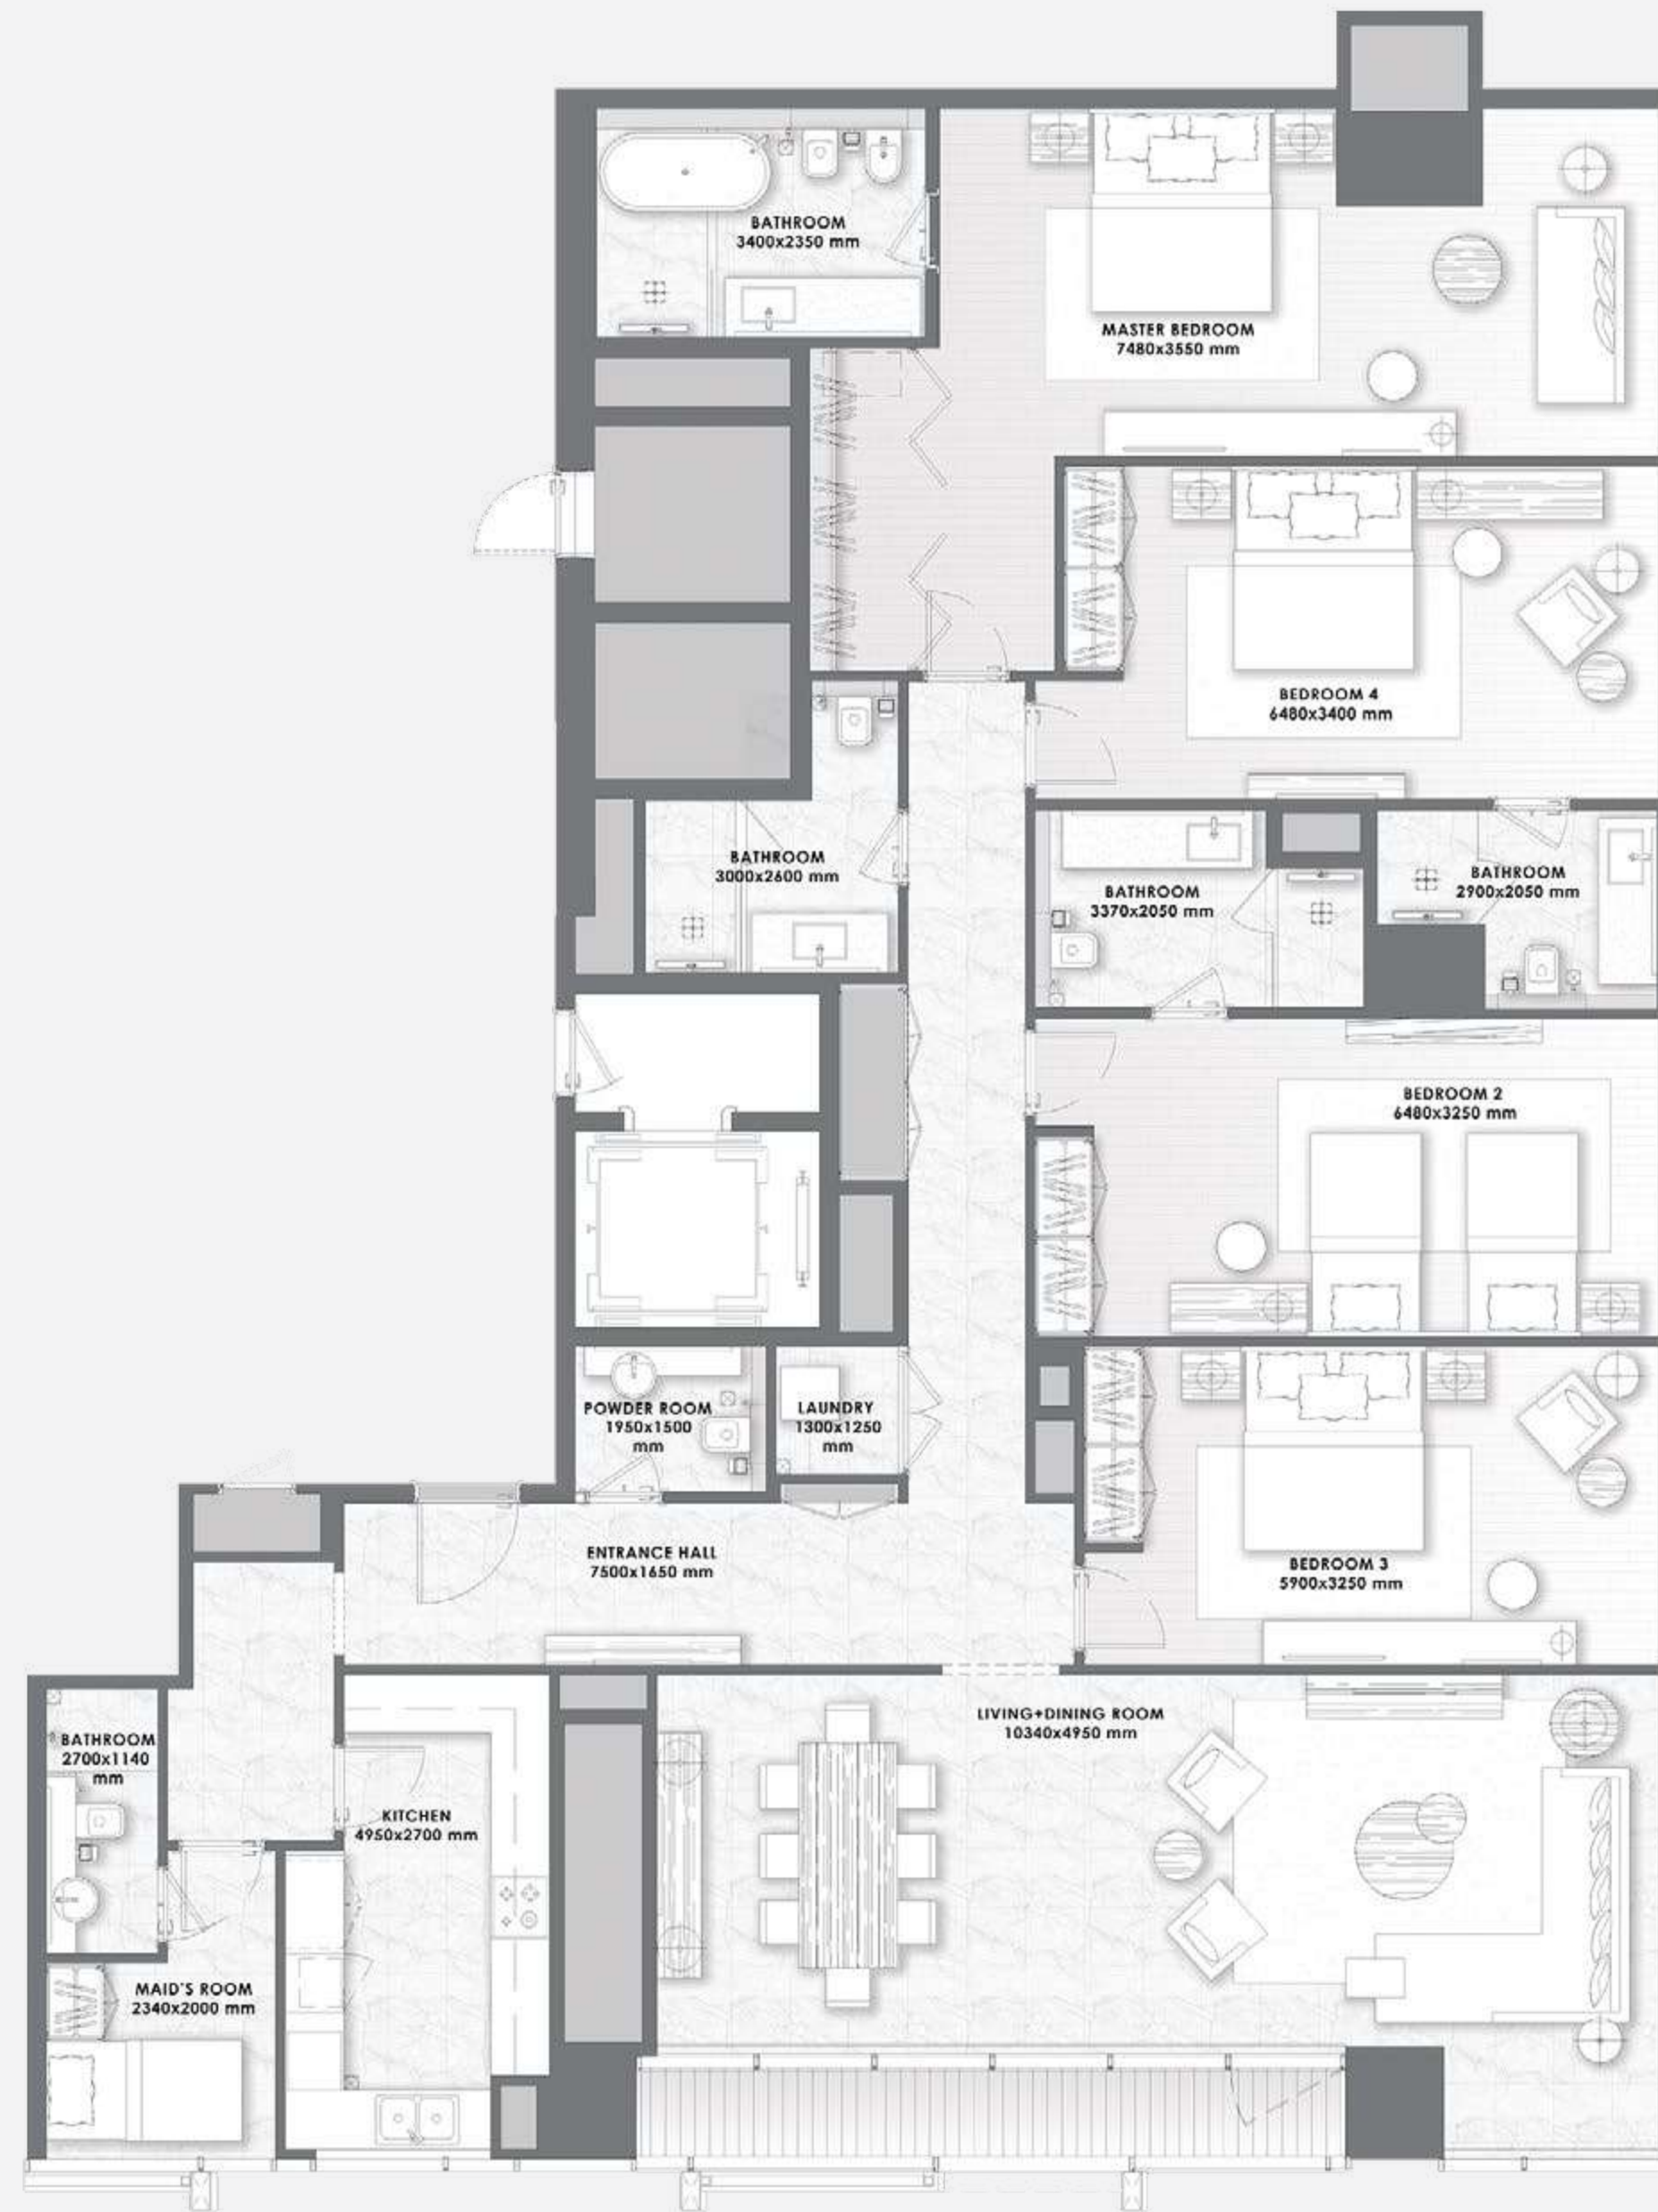 BATHROOM
3400x2350 mm
MASTER BEDROOM
7480x3550 mm
BEDROOM 4
6480x3400 mm
BATHROOM
3000x2600 mm
BATHROOM
3370x2050 mm
BATHROOM
2900x2050 mm
BEDROOM 2
6480x3250 mm
POWDER ROOM
1950x1500
mm
LAUNDRY
1300x1250
mm
ENTRANCE HALL
7500x1650 mm
BEDROOM 3
5900x3250 mm
LIVING+DINING ROOM
10340x4950 mm
BATHROOM
2700x1140
mm
KITCHEN
4950x2700 mm
MAID'S ROOM
2340x2000 mm